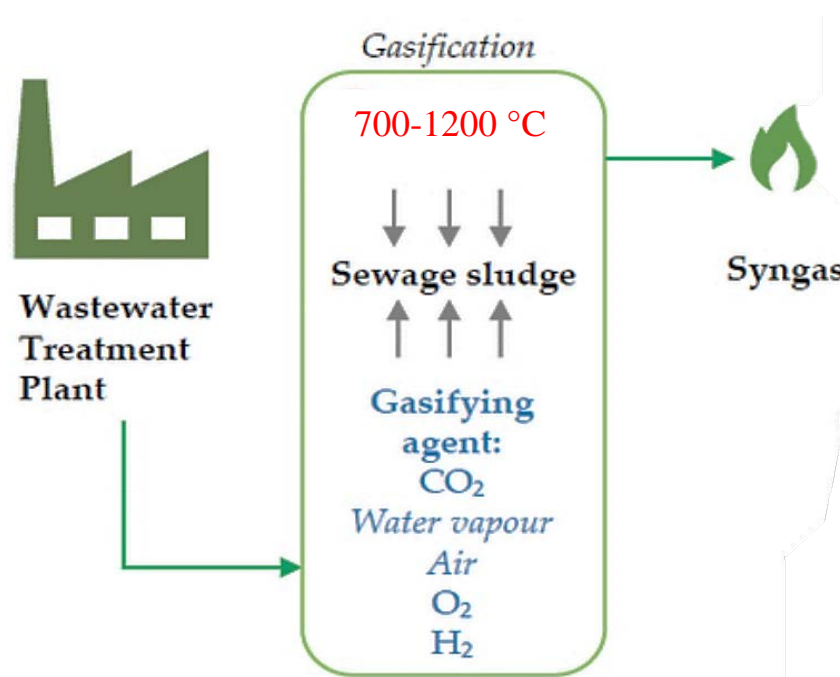 Gasification
700-1200 °C
Sewage sludge
Gasifying
agent:
CO₂
Water vapour
Air
O₂
H₂
Wastewater
Treatment
Plant
Syngas